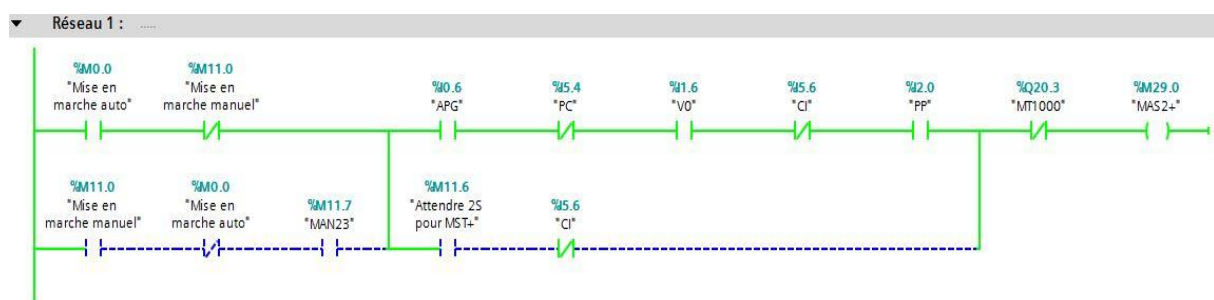 Réseau 1 : .....
%M0.0 %M11.0
"Mise en "Mise en %I0.6 %I5.4 %I1.6 %I5.6 %I2.0 %Q20.3 %M29.0
marche auto" marche manuel" "APG" "PC" "V0" "CI" "PP" "MT1000" "MAS2+"
%M11.0 %M0.0 %M11.6
"Mise en "Mise en %M11.7 "Attendre 2S %I5.6
marche manuel" marche auto" "MAN23" pour MST+" "CI"